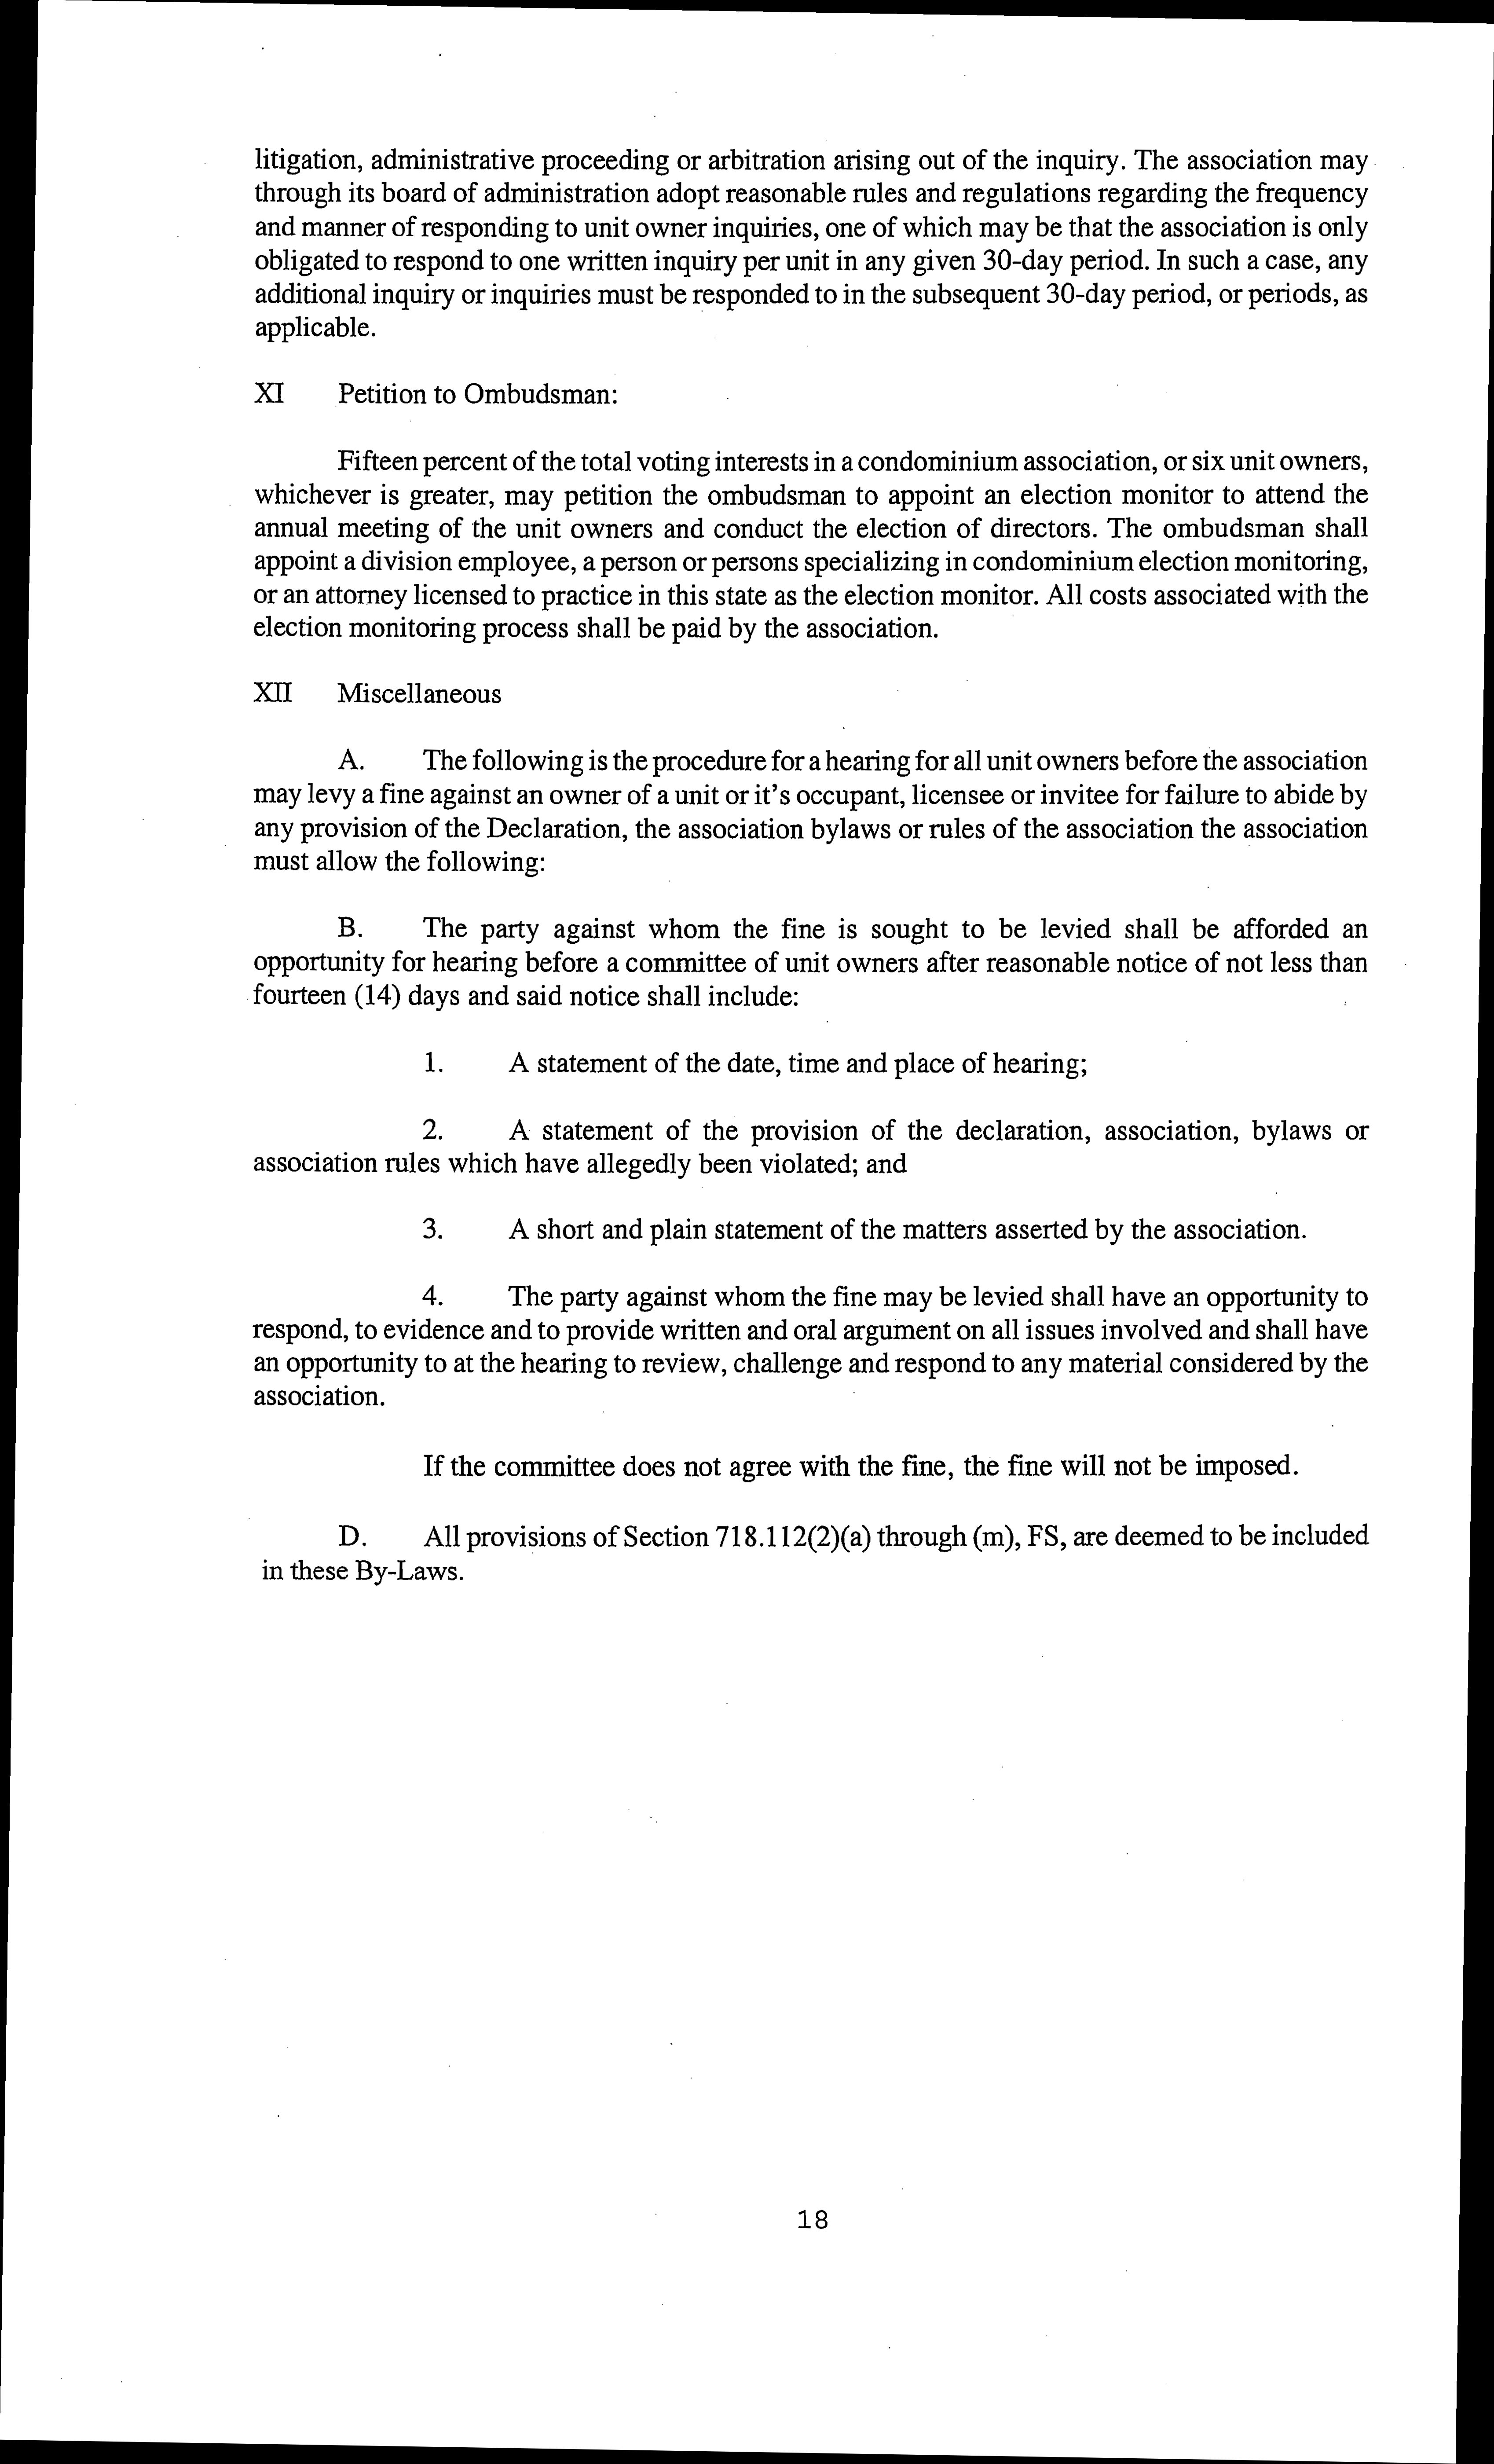 litigation, administrative proceeding or arbitration arising out of the inquiry. The association may
through its board of administration adopt reasonable rules and regulations regarding the frequency
and manner of responding to unit owner inquiries, one of which may be that the association is only
obligated to respond to one written inquiry per unit in any given 30-day period. In such a case, any
additional inquiry or inquiries must be responded to in the subsequent 30-day period, or periods, as
applicable.
XI Petition to Ombudsman:
Fifteen percent of the total voting interests in a condominium association, or six unit owners,
whichever is greater, may petition the ombudsman to appoint an election monitor to attend the
annual meeting of the unit owners and conduct the election of directors. The ombudsman shall
appoint a division employee, a person or persons specializing in condominium election monitoring,
or an attorney licensed to practice in this state as the election monitor. All costs associated with the
election monitoring process shall be paid by the association.
XII Miscellaneous
A. The following is the procedure for a hearing for all unit owners before the association
may levy a fine against an owner of a unit or it's occupant, licensee or invitee for failure to abide by
any provision of the Declaration, the association bylaws or rules of the association the association
must allow the following:
B. The party against whom the fine is sought to be levied shall be afforded an
opportunity for hearing before a committee of unit owners after reasonable notice of not less than
fourteen (14) days and said notice shall include:
1. A statement of the date, time and place of hearing;
2. A statement of the provision of the declaration, association, bylaws or
association rules which have allegedly been violated; and
3. A short and plain statement of the matters asserted by the association.
4. The party against whom the fine may be levied shall have an opportunity to
respond, to evidence and to provide written and oral argument on all issues involved and shall have
an opportunity to at the hearing to review, challenge and respond to any material considered by the
association.
If the committee does not agree with the fine, the fine will not be imposed.
D. All provisions of Section 718.112(2)(a) through (m), FS, are deemed to be included
in these By-Laws.
18